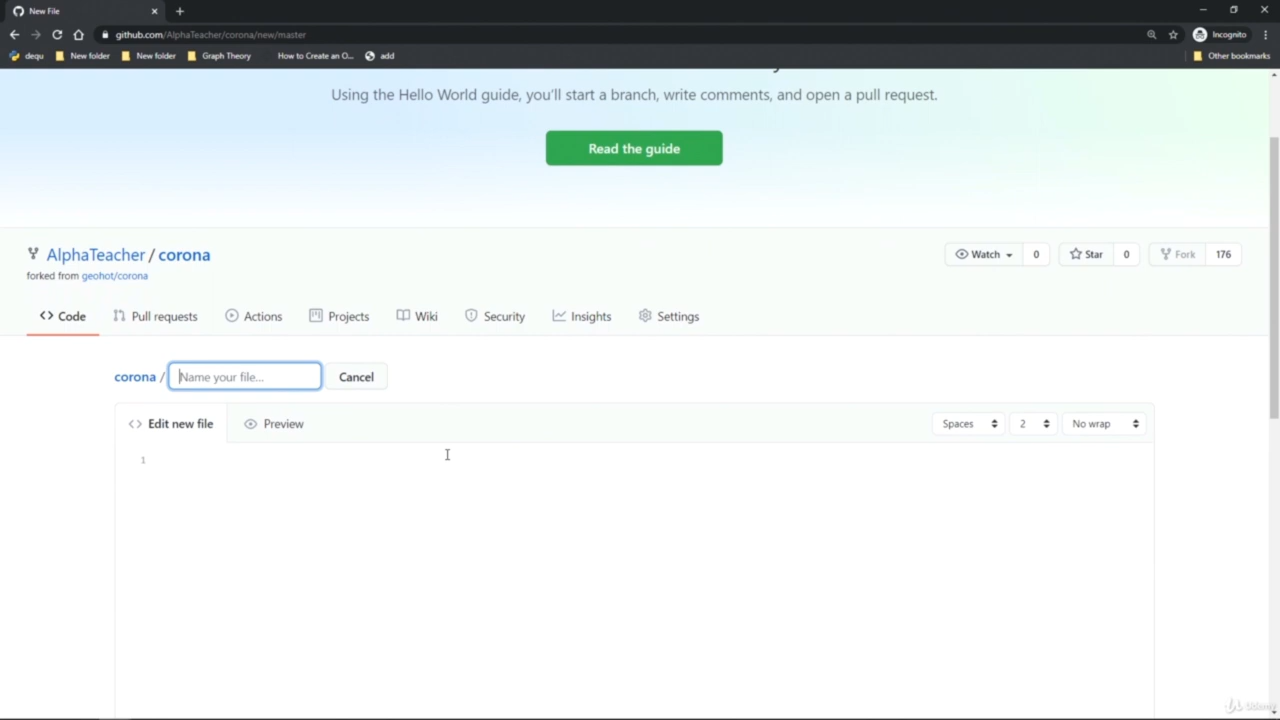 New File
github.com/AlphaTeacher/corona/new/master
Incognito
dequ New folder New folder Graph Theory How to Create an O... add Other bookmarks
Using the Hello World guide, you'll start a branch, write comments, and open a pull request.
Read the guide
AlphaTeacher / corona
Watch 0 Star 0 Fork 176
forked from geohot/corona
Code Pull requests Actions Projects Wiki Security Insights Settings
corona / Name your file... Cancel
Edit new file Preview Spaces 2 No wrap
1
Udemy